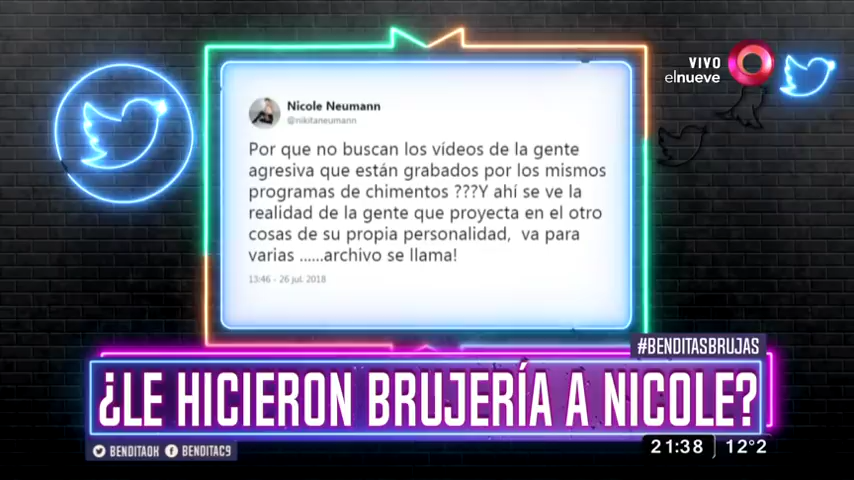 VIVO
elnueve
Nicole Neumann
@nikitaneumann
Por que no buscan los vídeos de la gente
agresiva que están grabados por los mismos
programas de chimentos ???Y ahí se ve la
realidad de la gente que proyecta en el otro
cosas de su propia personalidad, va para
varias ......archivo se llama!
13:46 - 26 jul. 2018
#BENDITASBRUJAS
¿LE HICIERON BRUJERÍA A NICOLE?
BENDITAOK BENDITAC9
21:38 12°2